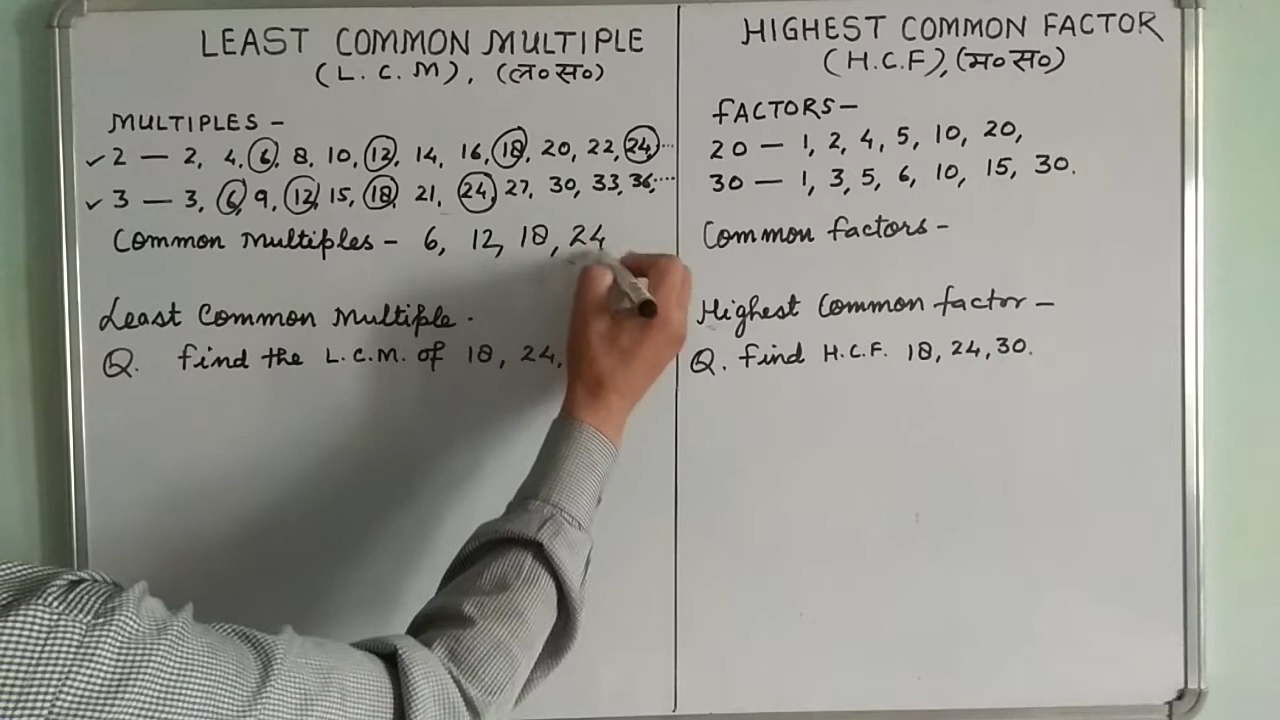 LEAST COMMON MULTIPLE
(L.C.M), (ल०स०)
MULTIPLES -
✓2 — 2, 4, 6, 8, 10, 12, 14, 16, 18, 20, 22, 24...
✓3 — 3, 6, 9, 12, 15, 18, 21, 24, 27, 30, 33, 36,...
Common Multiples - 6, 12, 18, 24
Least Common Multiple.
Q. find the L.C.M. of 18, 24,
HIGHEST COMMON FACTOR
(H.C.F), (म०स०)
FACTORS-
20 — 1, 2, 4, 5, 10, 20,
30 — 1, 3, 5, 6, 10, 15, 30.
Common factors-
Highest Common factor-
Q. find H.C.F. 18, 24, 30.